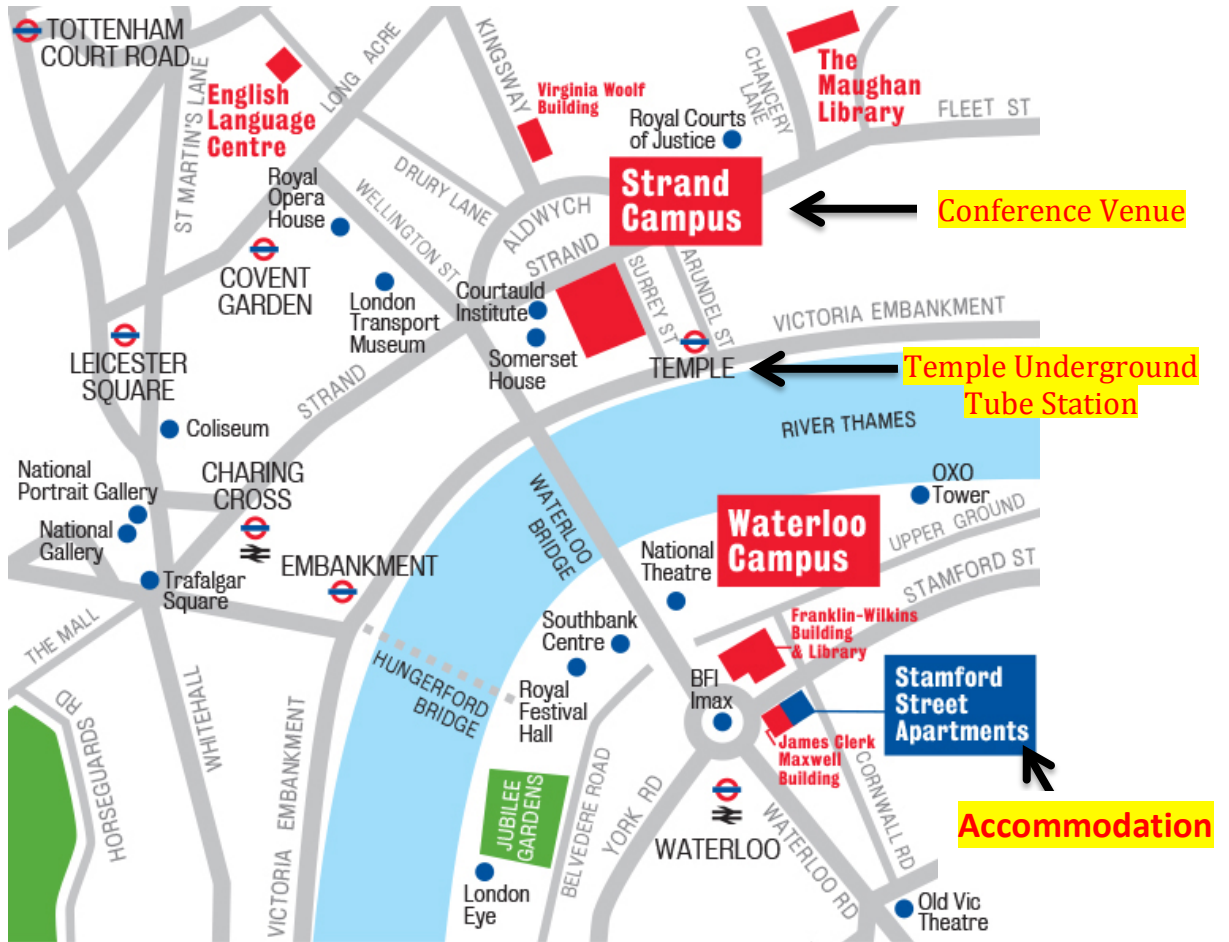 TOTTENHAM
COURT ROAD
English
Language
Centre
ST MARTIN'S LANE
LONG ACRE
KINGSWAY
Virginia Woolf
Building
CHANCERY
LANE
The
Maughan
Library
FLEET ST
Royal Courts
of Justice
DRURY LANE
Royal
Opera
House
WELLINGTON ST
ALDWYCH
Strand
Campus
Conference Venue
COVENT
GARDEN
STRAND
London
Transport
Museum
Courtauld
Institute
Somerset
House
SURREY ST
ARUNDEL ST
VICTORIA EMBANKMENT
TEMPLE
Temple Underground
Tube Station
LEICESTER
SQUARE
STRAND
Coliseum
RIVER THAMES
National
Portrait Gallery
National
Gallery
CHARING
CROSS
WATERLOO
BRIDGE
OXO
Tower
Waterloo
Campus
UPPER GROUND
National
Theatre
EMBANKMENT
Trafalgar
Square
STAMFORD ST
THE MALL
Southbank
Centre
Franklin-Wilkins
Building
& Library
HUNGERFORD
BRIDGE
Royal
Festival
Hall
BFI
Imax
Stamford
Street
Apartments
HORSEGUARDS RD
WHITEHALL
VICTORIA EMBANKMENT
James Clerk
Maxwell
Building
CORNWALL RD
JUBILEE
GARDENS
BELVEDERE ROAD
YORK RD
WATERLOO
WATERLOO RD
Accommodation
London
Eye
Old Vic
Theatre